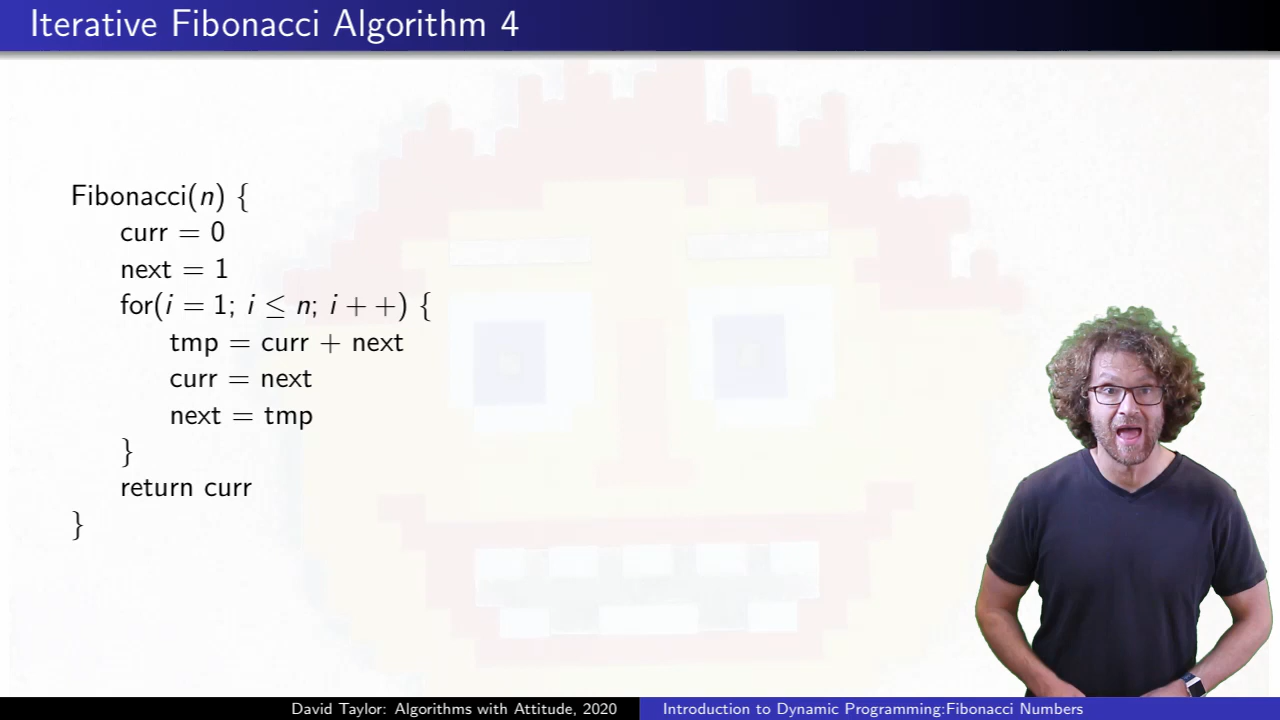 Iterative Fibonacci Algorithm 4
Fibonacci(n) {
curr = 0
next = 1
for(i = 1; i ≤ n; i + +) {
tmp = curr + next
curr = next
next = tmp
}
return curr
}
David Taylor: Algorithms with Attitude, 2020
Introduction to Dynamic Programming:Fibonacci Numbers